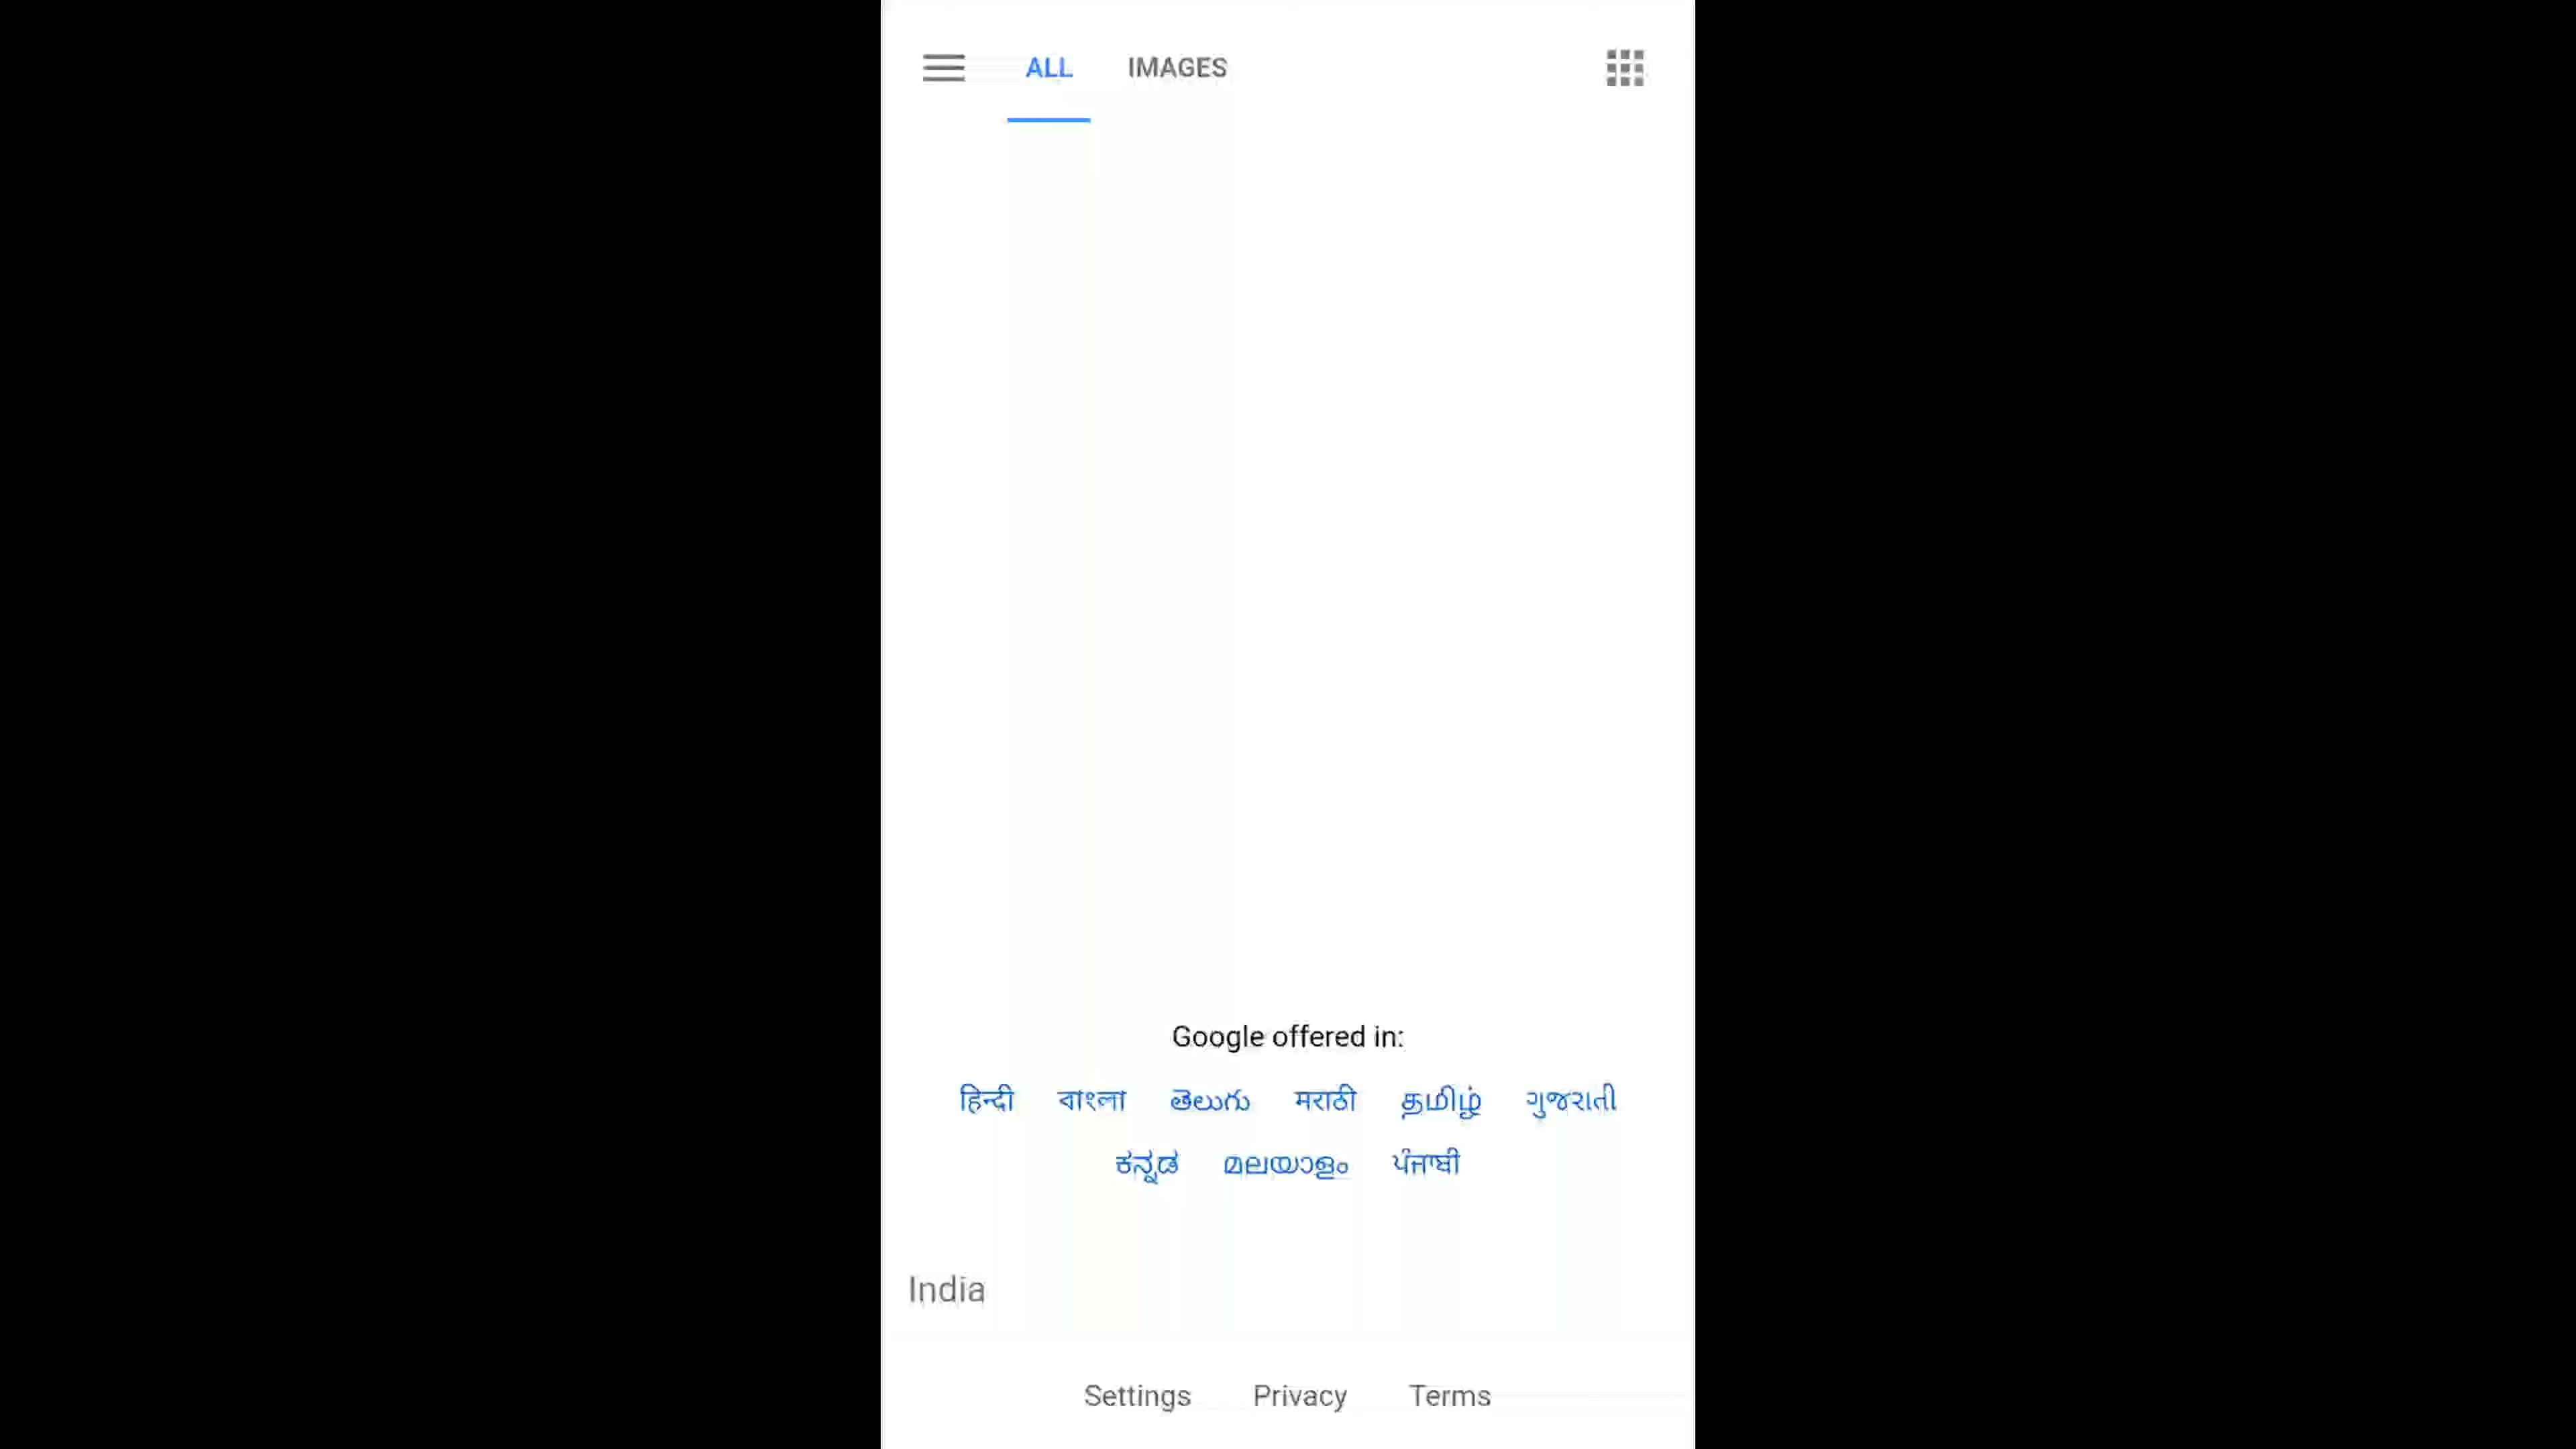 ALL IMAGES
Google offered in:
हिन्दी বাংলা తెలుగు मराठी தமிழ் ગુજરાતી
ಕನ್ನಡ മലയാളം ਪੰਜਾਬੀ
India
Settings Privacy Terms